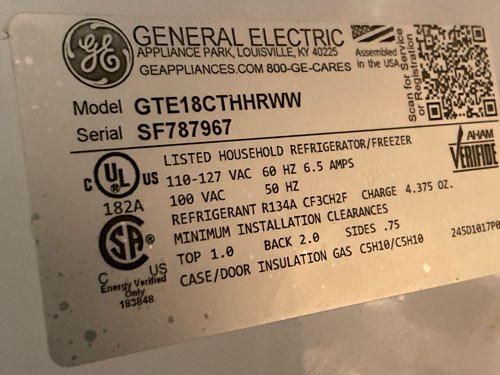 GE
GENERAL ELECTRIC
APPLIANCE PARK, LOUISVILLE, KY 40225
GEAPPLIANCES.COM 800-GE-CARES
Assembled
in the USA
Scan for Service
or Registration
Model GTE18CTHHRWW
Serial SF787967
C UL US
182A
LISTED HOUSEHOLD REFRIGERATOR/FREEZER
110-127 VAC 60 HZ 6.5 AMPS
100 VAC 50 HZ
REFRIGERANT R134A CF3CH2F CHARGE 4.375 OZ.
MINIMUM INSTALLATION CLEARANCES
TOP 1.0 BACK 2.0 SIDES .75
CASE/DOOR INSULATION GAS C5H10/C5H10
245D1017P0
AHAM
VERIFIDE
SA
C US
Energy Verified
Only
183848